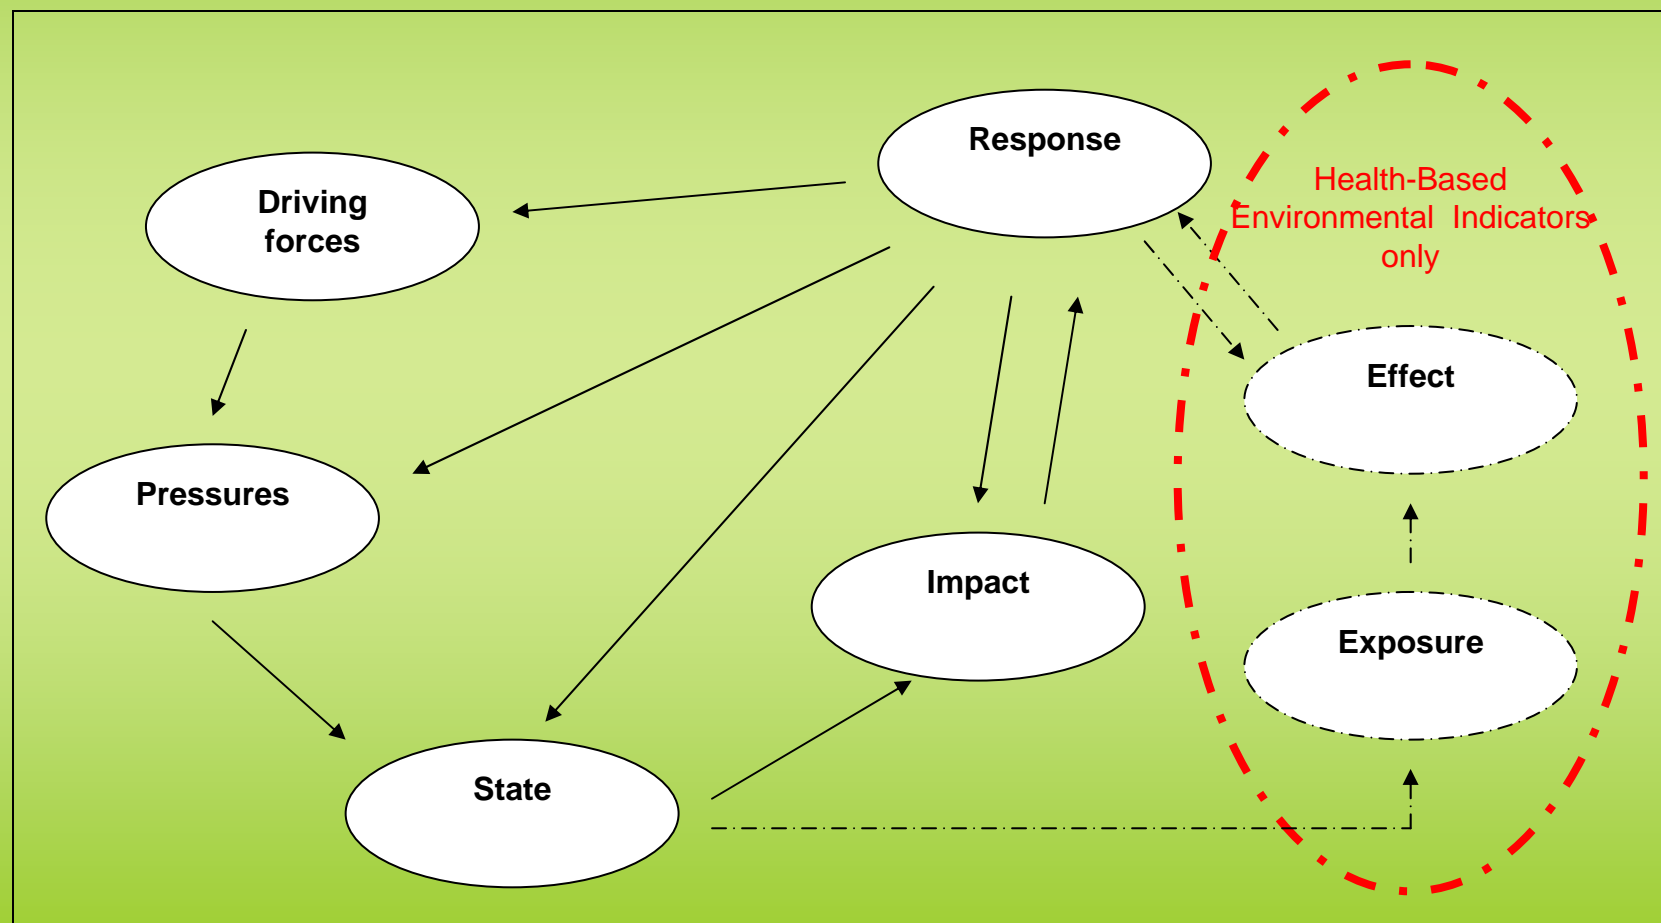 Response
Driving
forces
Health-Based
Environmental Indicators
only
Effect
Pressures
Impact
Exposure
State